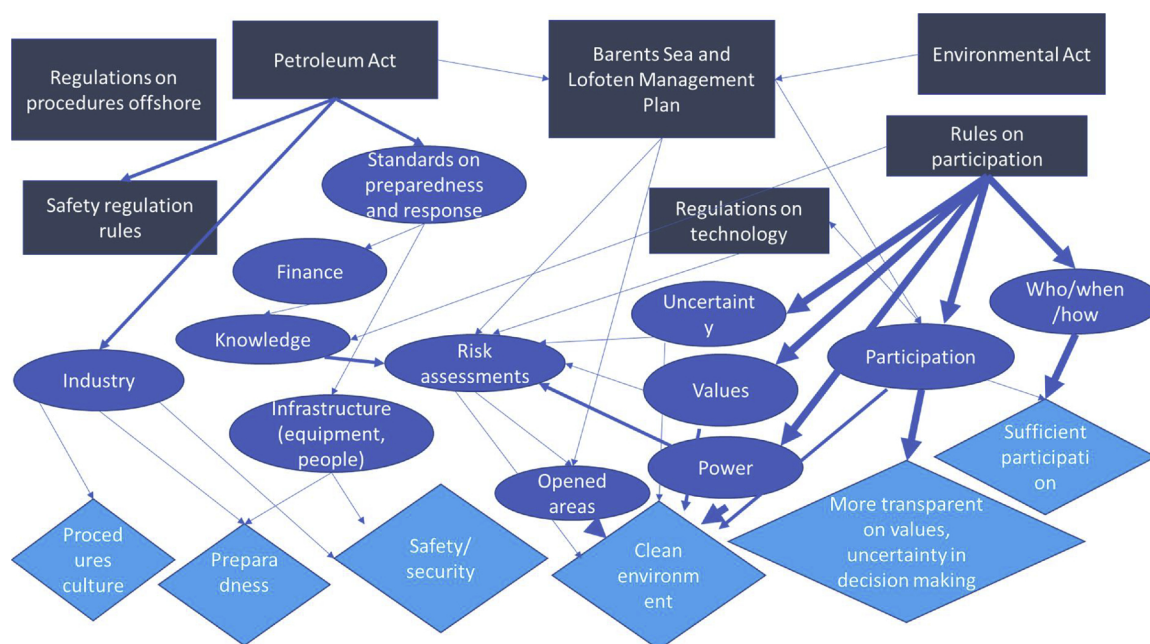 Regulations on
procedures offshore
Petroleum Act
Barents Sea and
Lofoten Management
Plan
Environmental Act
Rules on
participation
Safety regulation
rules
Standards on
preparedness
and response
Regulations on
technology
Finance
Knowledge
Risk
assessments
Uncertaint
y
Who/when
/how
Industry
Infrastructure
(equipment,
people)
Values
Participation
Opened
areas
Power
Sufficient
participati
on
Proced
ures
culture
Prepara
dness
Safety/
security
Clean
environm
ent
More transparent
on values,
uncertainty in
decision making